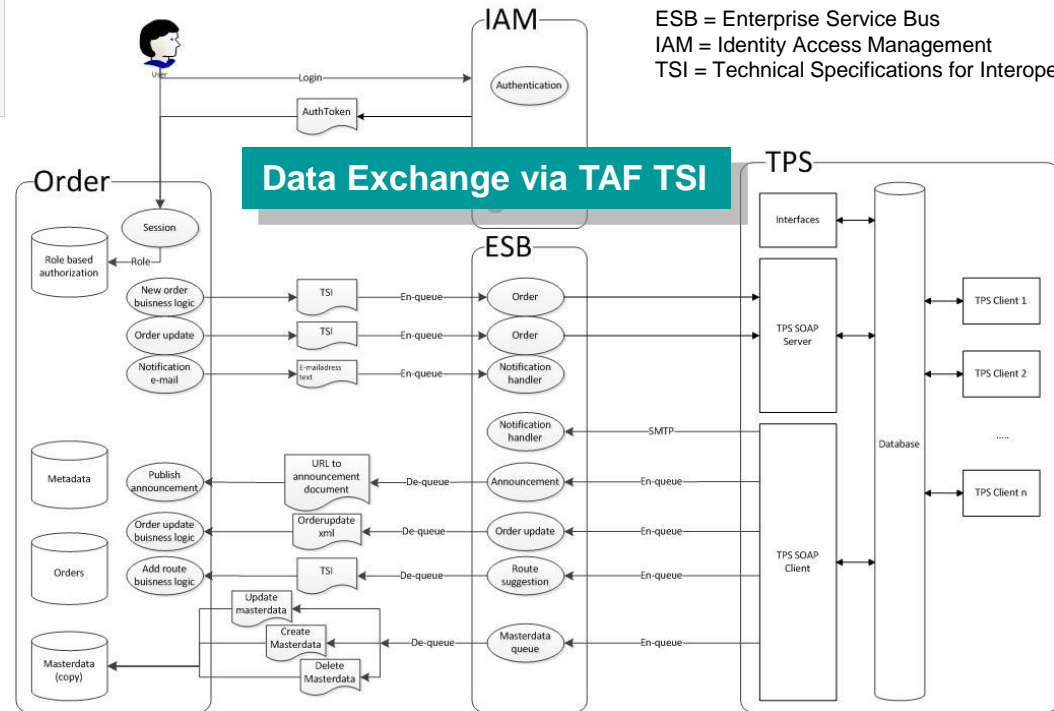 IAM
ESB = Enterprise Service Bus
IAM = Identity Access Management
TSI = Technical Specifications for Interope
User
Login
Authentication
AuthToken
Data Exchange via TAF TSI
TPS
Order
Session
Interfaces
Role based
authorization
Role
ESB
New order
buisness logic
TSI
En-queue
Order
TPS Client 1
Order update
TSI
En-queue
Order
TPS SOAP
Server
Notification
e-mail
E-mailadress
text
En-queue
Notification
handler
TPS Client 2
Notification
handler
SMTP
Database
.....
Metadata
Publish
announcement
URL to
announcement
document
De-queue
Announcement
En-queue
TPS Client n
Order update
buisness logic
Orderupdate
xml
De-queue
Order update
En-queue
TPS SOAP
Client
Orders
Add route
buisness logic
TSI
De-queue
Route
suggestion
En-queue
Update
masterdata
Create
Masterdata
De-queue
Masterdata
queue
En-queue
Masterdata
(copy)
Delete
Masterdata